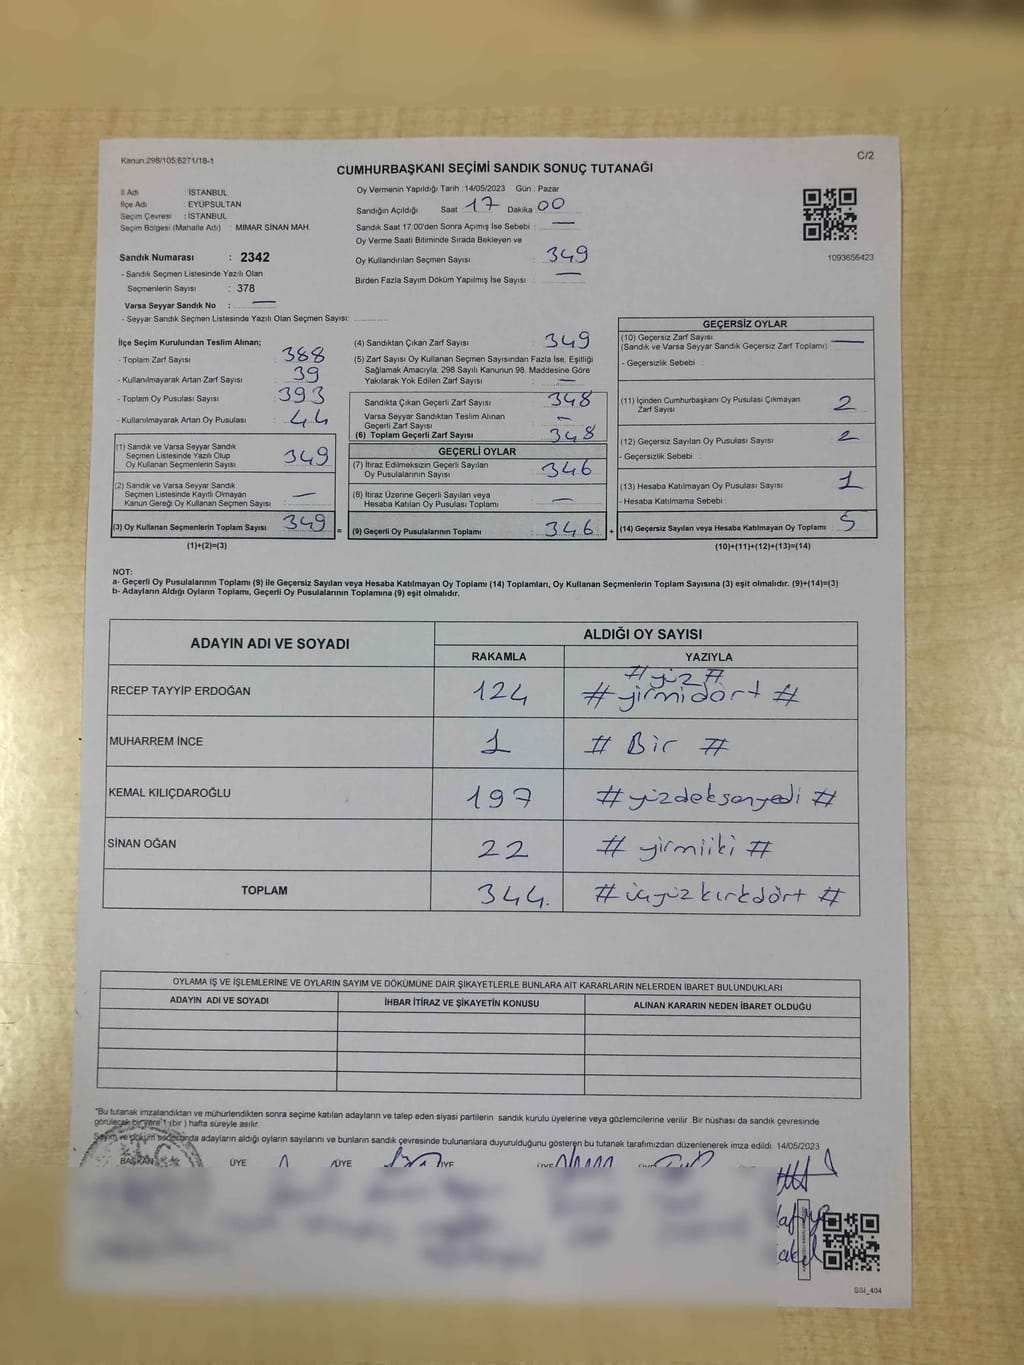 Kanun:298/105,6271/18-1
C/2
CUMHURBAŞKANI SEÇİMİ SANDIK SONUÇ TUTANAĞI
İl Adı : İSTANBUL
İlçe Adı : EYÜPSULTAN
Seçim Çevresi : İSTANBUL
Seçim Bölgesi (Mahalle Adı) : MIMAR SİNAN MAH
Oy Vermenin Yapıldığı Tarih : 14/05/2023 Gün : Pazar
Sandığın Açıldığı Saat 17 Dakika 00
Sandık Saat 17.00'den Sonra Açımış İse Sebebi : —
Oy Verme Saati Bitiminde Sırada Bekleyen ve
Oy Kullandırılan Seçmen Sayısı : 349
Birden Fazla Sayım Döküm Yapılmış İse Sayısı : —
1093656423
Sandık Numarası : 2342
- Sandık Seçmen Listesinde Yazılı Olan
Seçmenlerin Sayısı : 378
Varsa Seyyar Sandık No : —
- Seyyar Sandık Seçmen Listesinde Yazılı Olan Seçmen Sayısı: ............
İlçe Seçim Kurulundan Teslim Alınan;
- Toplam Zarf Sayısı : 388
- Kullanılmayarak Artan Zarf Sayısı : 39
- Toplam Oy Pusulası Sayısı : 393
- Kullanılmayarak Artan Oy Pusulası : 44
(1) Sandık ve Varsa Seyyar Sandık
Seçmen Listesinde Yazılı Olup
Oy Kullanan Seçmenlerin Sayısı : 349
(2) Sandık ve Varsa Seyyar Sandık
Seçmen Listesinde Kayıtlı Olmayan
Kanun Gereği Oy Kullanan Seçmen Sayısı : —
(3) Oy Kullanan Seçmenlerin Toplam Sayısı : 349 =
(1)+(2)=(3)
(4) Sandıktan Çıkan Zarf Sayısı : 349
(5) Zarf Sayısı Oy Kullanan Seçmen Sayısından Fazla İse, Eşitliği
Sağlamak Amacıyla; 298 Sayılı Kanunun 98. Maddesine Göre
Yakılarak Yok Edilen Zarf Sayısı : —
Sandıkta Çıkan Geçerli Zarf Sayısı : 348
Varsa Seyyar Sandıktan Teslim Alınan
Geçerli Zarf Sayısı : —
(6) Toplam Geçerli Zarf Sayısı : 348
GEÇERLİ OYLAR
(7) İtiraz Edilmeksizin Geçerli Sayılan
Oy Pusulalarının Sayısı : 346
(8) İtiraz Üzerine Geçerli Sayılan veya
Hesaba Katılan Oy Pusulası Toplamı : —
(9) Geçerli Oy Pusulalarının Toplamı : 346 +
GEÇERSİZ OYLAR
(10) Geçersiz Zarf Sayısı
(Sandık ve Varsa Seyyar Sandık Geçersiz Zarf Toplamı) : —
- Geçersizlik Sebebi :
(11) İçinden Cumhurbaşkanı Oy Pusulası Çıkmayan
Zarf Sayısı : 2
(12) Geçersiz Sayılan Oy Pusulası Sayısı : 2
- Geçersizlik Sebebi :
(13) Hesaba Katılmayan Oy Pusulası Sayısı : 1
- Hesaba Katılmama Sebebi :
(14) Geçersiz Sayılan veya Hesaba Katılmayan Oy Toplamı : 5
(10)+(11)+(12)+(13)=(14)
NOT:
a- Geçerli Oy Pusulalarının Toplamı (9) ile Geçersiz Sayılan veya Hesaba Katılmayan Oy Toplamı (14) Toplamları, Oy Kullanan Seçmenlerin Toplam Sayısına (3) eşit olmalıdır. (9)+(14)=(3)
b- Adayların Aldığı Oyların Toplamı, Geçerli Oy Pusulalarının Toplamına (9) eşit olmalıdır.
ADAYIN ADI VE SOYADI
ALDIĞI OY SAYISI
RAKAMLA YAZIYLA
#yüz#
RECEP TAYYİP ERDOĞAN 124 #yirmidört#
MUHARREM İNCE 1 # Bir #
KEMAL KILIÇDAROĞLU 197 #yüzdoksanyedi#
SİNAN OĞAN 22 # yirmiiki #
TOPLAM 344. #üçyüzkırkdört#
OYLAMA İŞ VE İŞLEMLERİNE VE OYLARIN SAYIM VE DÖKÜMÜNE DAİR ŞİKAYETLERLE BUNLARA AİT KARARLARIN NELERDEN İBARET BULUNDUKLARI
ADAYIN ADI VE SOYADI İHBAR İTİRAZ VE ŞİKAYETİN KONUSU ALINAN KARARIN NEDEN İBARET OLDUĞU
*Bu tutanak imzalandıktan ve mühürlendikten sonra seçime katılan adayların ve talep eden siyasi partilerin sandık kurulu üyelerine veya gözlemcilerine verilir. Bir nüshası da sandık çevresinde
görülecek bir yere 1 (bir) hafta süreyle asılır.
Sayım ve döküm sonucunda adayların aldığı oyların sayılarını ve bunların sandık çevresinde bulunanlara duyurulduğunu gösteren bu tutanak tarafımızdan düzenlenerek imza edildi. 14/05/2023
BAŞKAN ÜYE ÜYE ÜYE
SSI_404